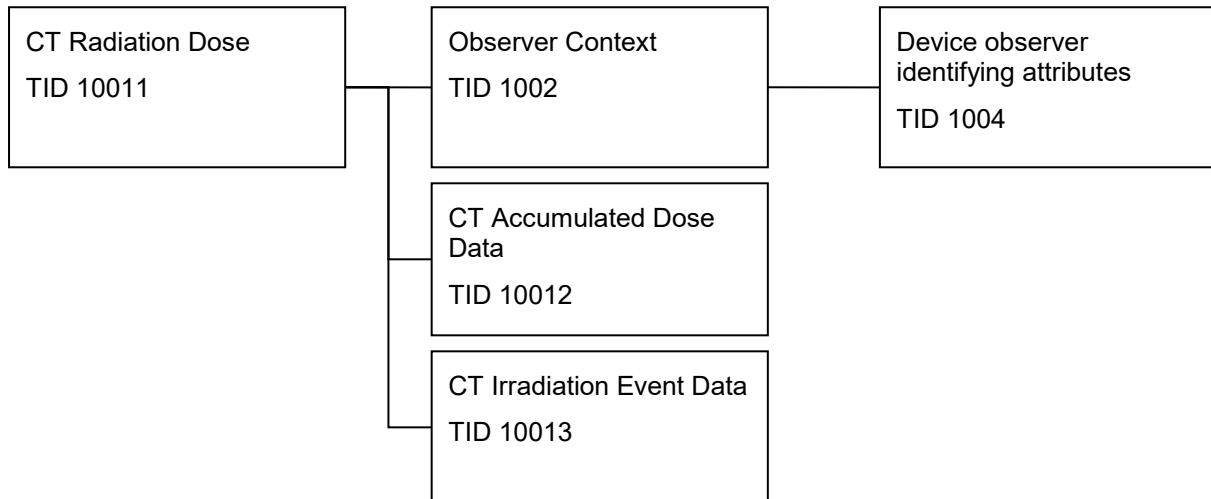 CT Radiation Dose
TID 10011
Observer Context
TID 1002
Device observer
identifying attributes
TID 1004
CT Accumulated Dose
Data
TID 10012
CT Irradiation Event Data
TID 10013